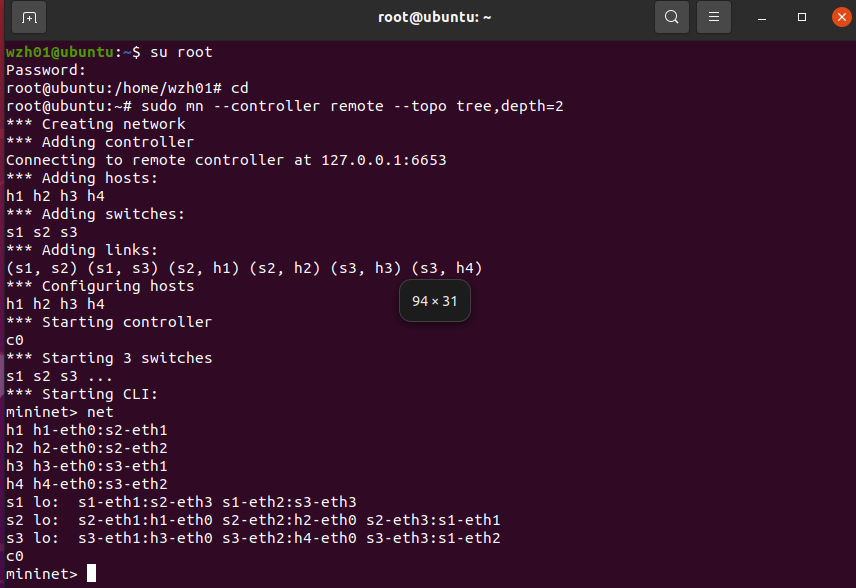 root@ubuntu: ~
wzh01@ubuntu:~$ su root
Password:
root@ubuntu:/home/wzh01# cd
root@ubuntu:~# sudo mn --controller remote --topo tree,depth=2
*** Creating network
*** Adding controller
Connecting to remote controller at 127.0.0.1:6653
*** Adding hosts:
h1 h2 h3 h4
*** Adding switches:
s1 s2 s3
*** Adding links:
(s1, s2) (s1, s3) (s2, h1) (s2, h2) (s3, h3) (s3, h4)
*** Configuring hosts
h1 h2 h3 h4
94 × 31
*** Starting controller
c0
*** Starting 3 switches
s1 s2 s3 ...
*** Starting CLI:
mininet> net
h1 h1-eth0:s2-eth1
h2 h2-eth0:s2-eth2
h3 h3-eth0:s3-eth1
h4 h4-eth0:s3-eth2
s1 lo:  s1-eth1:s2-eth3 s1-eth2:s3-eth3
s2 lo:  s2-eth1:h1-eth0 s2-eth2:h2-eth0 s2-eth3:s1-eth1
s3 lo:  s3-eth1:h3-eth0 s3-eth2:h4-eth0 s3-eth3:s1-eth2
c0
mininet>